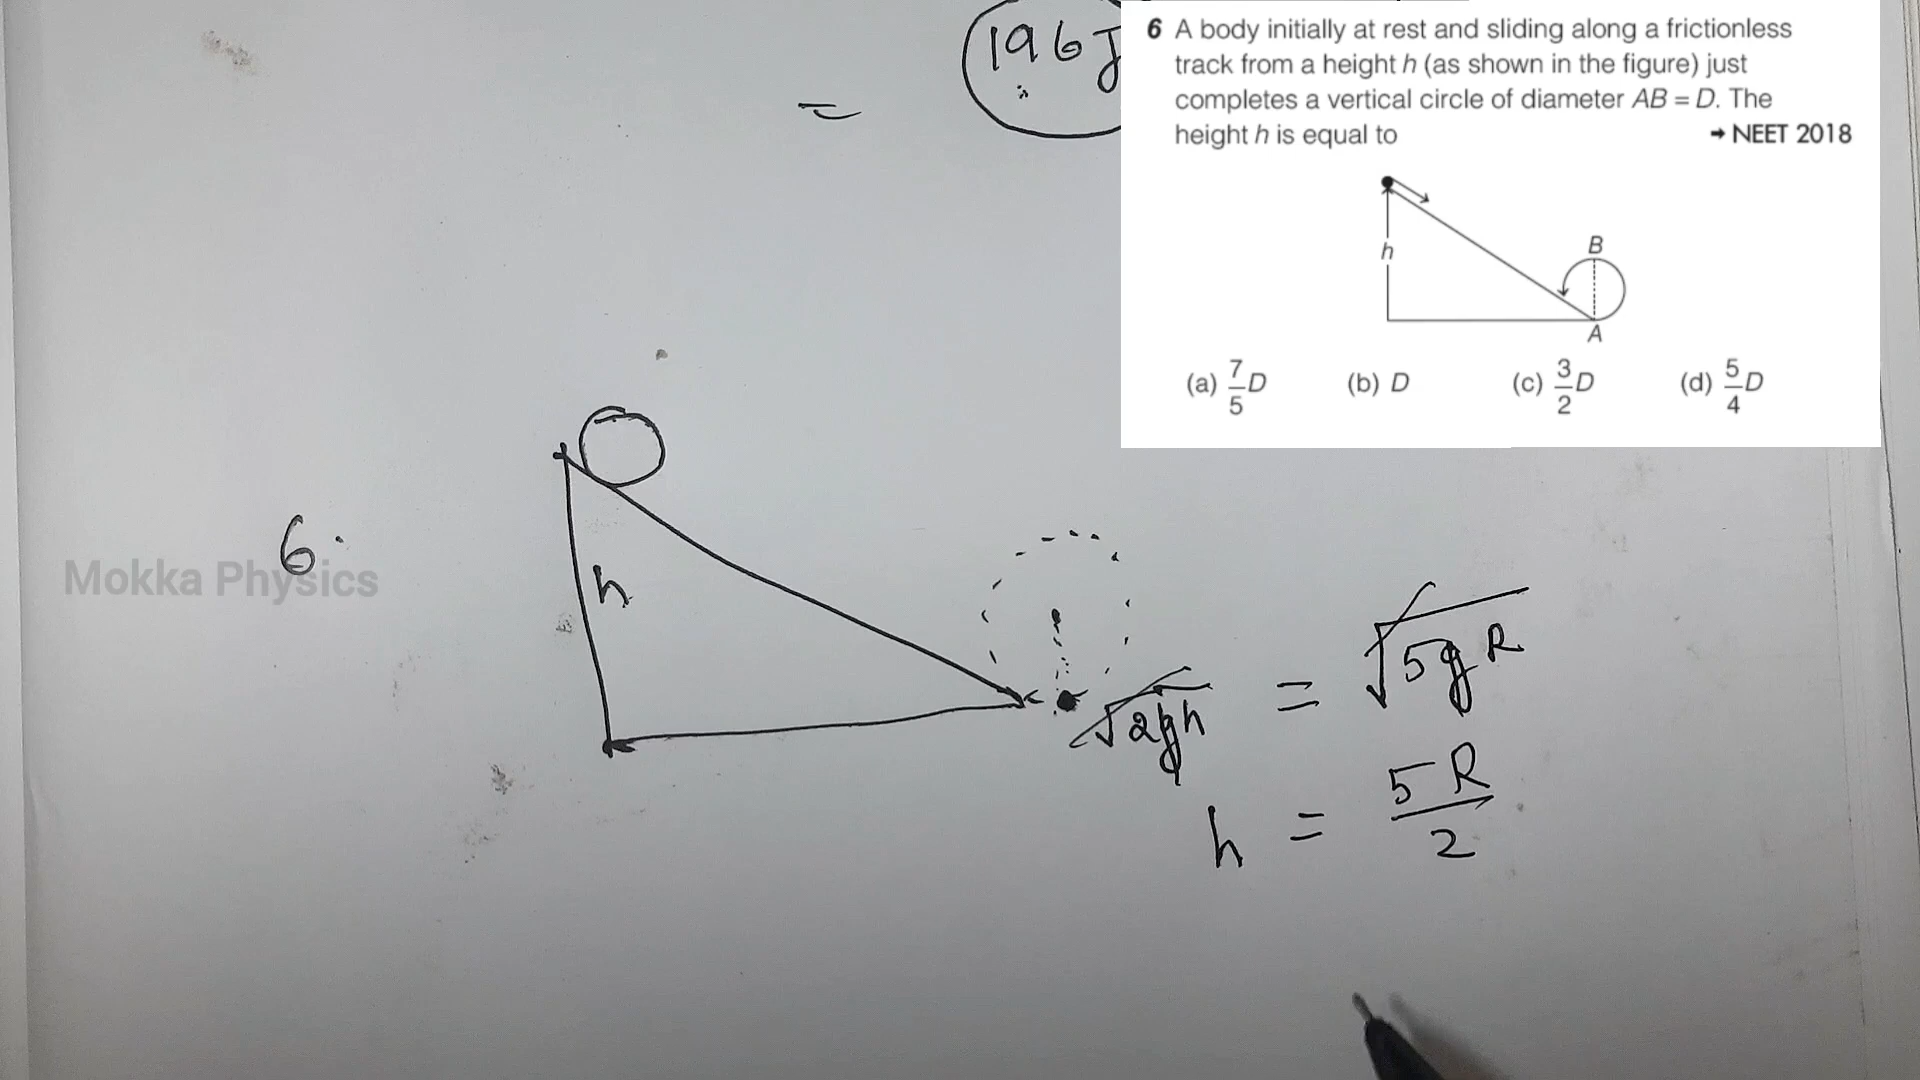 = 196 J
6 A body initially at rest and sliding along a frictionless
track from a height h (as shown in the figure) just
completes a vertical circle of diameter AB = D. The
height h is equal to → NEET 2018
h
B
A
(a) 7/5 D (b) D (c) 3/2 D (d) 5/4 D
6.
Mokka Physics
h
√2gh = √5gR
h = 5R/2